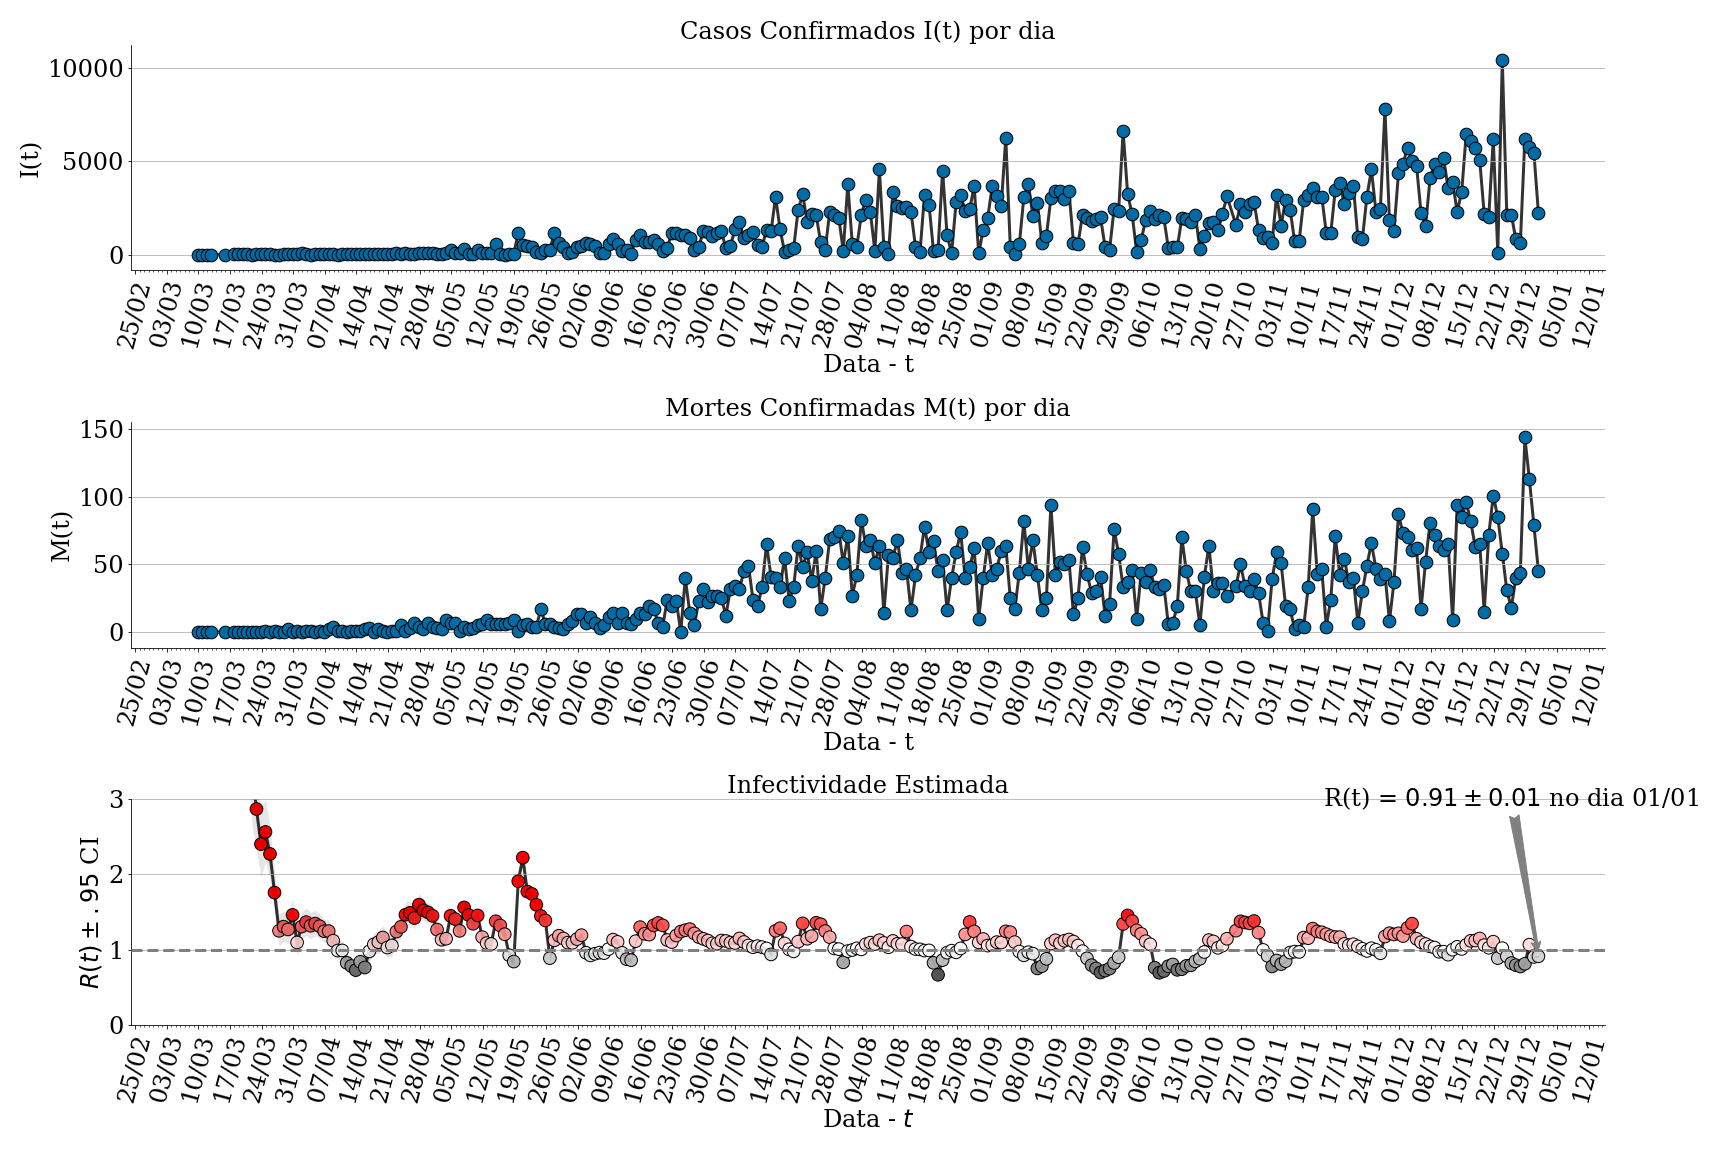 Casos Confirmados I(t) por dia
I(t)
10000
5000
0
25/02 03/03 10/03 17/03 24/03 31/03 07/04 14/04 21/04 28/04 05/05 12/05 19/05 26/05 02/06 09/06 16/06 23/06 30/06 07/07 14/07 21/07 28/07 04/08 11/08 18/08 25/08 01/09 08/09 15/09 22/09 29/09 06/10 13/10 20/10 27/10 03/11 10/11 17/11 24/11 01/12 08/12 15/12 22/12 29/12 05/01 12/01
Data - t
Mortes Confirmadas M(t) por dia
M(t)
150
100
50
0
25/02 03/03 10/03 17/03 24/03 31/03 07/04 14/04 21/04 28/04 05/05 12/05 19/05 26/05 02/06 09/06 16/06 23/06 30/06 07/07 14/07 21/07 28/07 04/08 11/08 18/08 25/08 01/09 08/09 15/09 22/09 29/09 06/10 13/10 20/10 27/10 03/11 10/11 17/11 24/11 01/12 08/12 15/12 22/12 29/12 05/01 12/01
Data - t
Infectividade Estimada
R(t) = 0.91 ± 0.01 no dia 01/01
R(t) ± .95 CI
3
2
1
0
25/02 03/03 10/03 17/03 24/03 31/03 07/04 14/04 21/04 28/04 05/05 12/05 19/05 26/05 02/06 09/06 16/06 23/06 30/06 07/07 14/07 21/07 28/07 04/08 11/08 18/08 25/08 01/09 08/09 15/09 22/09 29/09 06/10 13/10 20/10 27/10 03/11 10/11 17/11 24/11 01/12 08/12 15/12 22/12 29/12 05/01 12/01
Data - t